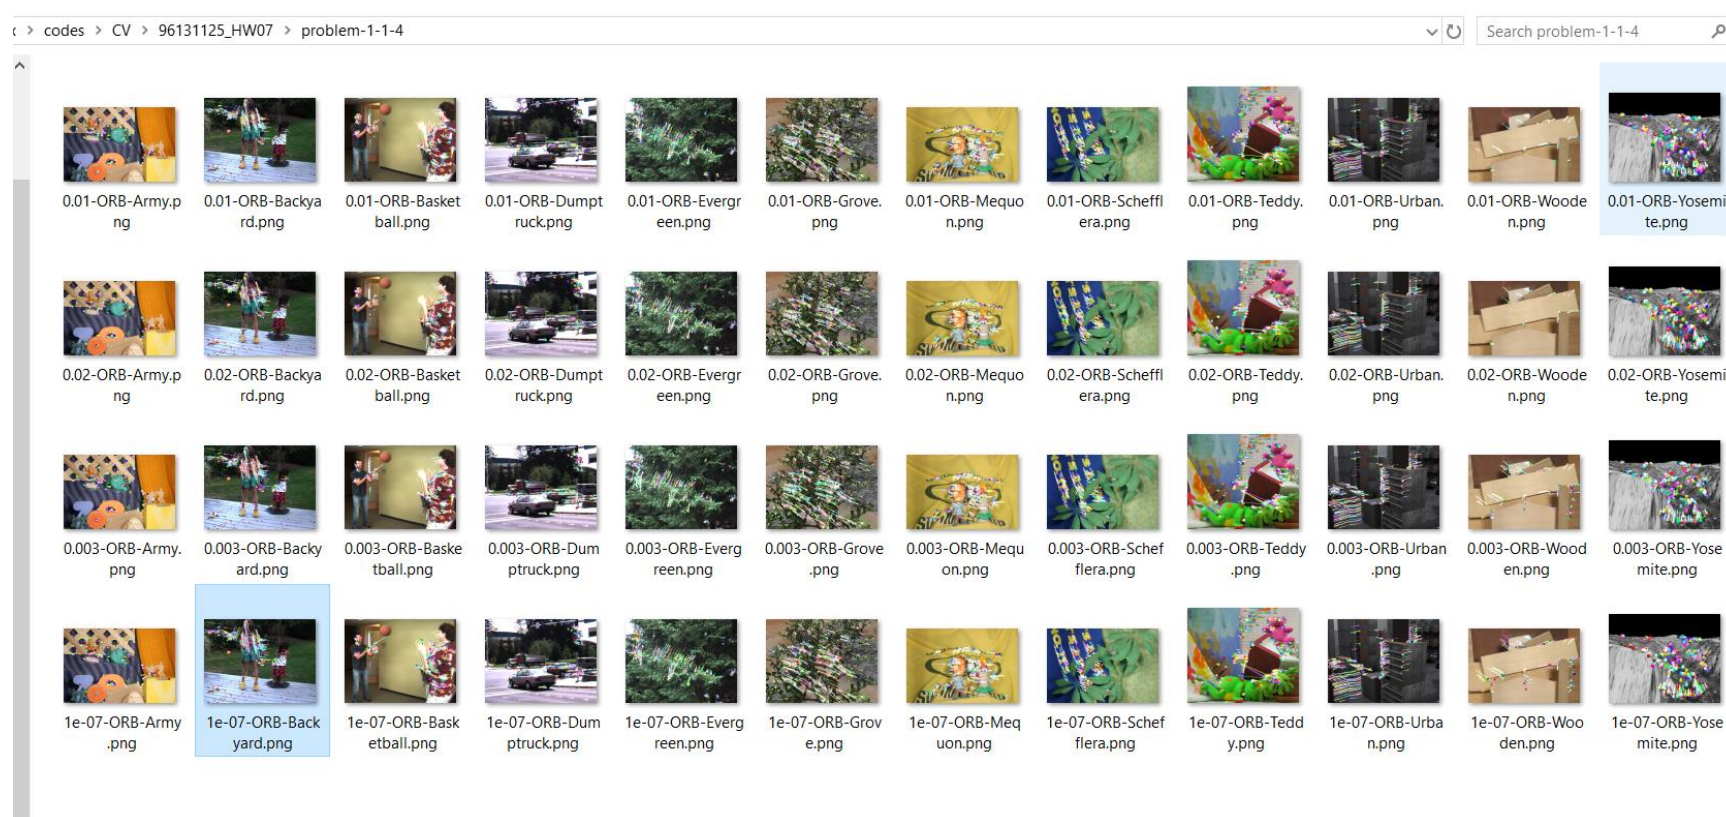 codes > CV > 96131125_HW07 > problem-1-1-4
Search problem-1-1-4
0.01-ORB-Army.p
ng
0.01-ORB-Backya
rd.png
0.01-ORB-Basket
ball.png
0.01-ORB-Dumpt
ruck.png
0.01-ORB-Evergr
een.png
0.01-ORB-Grove.
png
0.01-ORB-Mequo
n.png
0.01-ORB-Scheffl
era.png
0.01-ORB-Teddy.
png
0.01-ORB-Urban.
png
0.01-ORB-Woode
n.png
0.01-ORB-Yosemi
te.png
0.02-ORB-Army.p
ng
0.02-ORB-Backya
rd.png
0.02-ORB-Basket
ball.png
0.02-ORB-Dumpt
ruck.png
0.02-ORB-Evergr
een.png
0.02-ORB-Grove.
png
0.02-ORB-Mequo
n.png
0.02-ORB-Scheffl
era.png
0.02-ORB-Teddy.
png
0.02-ORB-Urban.
png
0.02-ORB-Woode
n.png
0.02-ORB-Yosemi
te.png
0.003-ORB-Army.
png
0.003-ORB-Backy
ard.png
0.003-ORB-Baske
tball.png
0.003-ORB-Dum
ptruck.png
0.003-ORB-Everg
reen.png
0.003-ORB-Grove
.png
0.003-ORB-Mequ
on.png
0.003-ORB-Schef
flera.png
0.003-ORB-Teddy
.png
0.003-ORB-Urban
.png
0.003-ORB-Wood
en.png
0.003-ORB-Yose
mite.png
1e-07-ORB-Army
.png
1e-07-ORB-Back
yard.png
1e-07-ORB-Bask
etball.png
1e-07-ORB-Dum
ptruck.png
1e-07-ORB-Everg
reen.png
1e-07-ORB-Grov
e.png
1e-07-ORB-Meq
uon.png
1e-07-ORB-Schef
flera.png
1e-07-ORB-Tedd
y.png
1e-07-ORB-Urba
n.png
1e-07-ORB-Woo
den.png
1e-07-ORB-Yose
mite.png